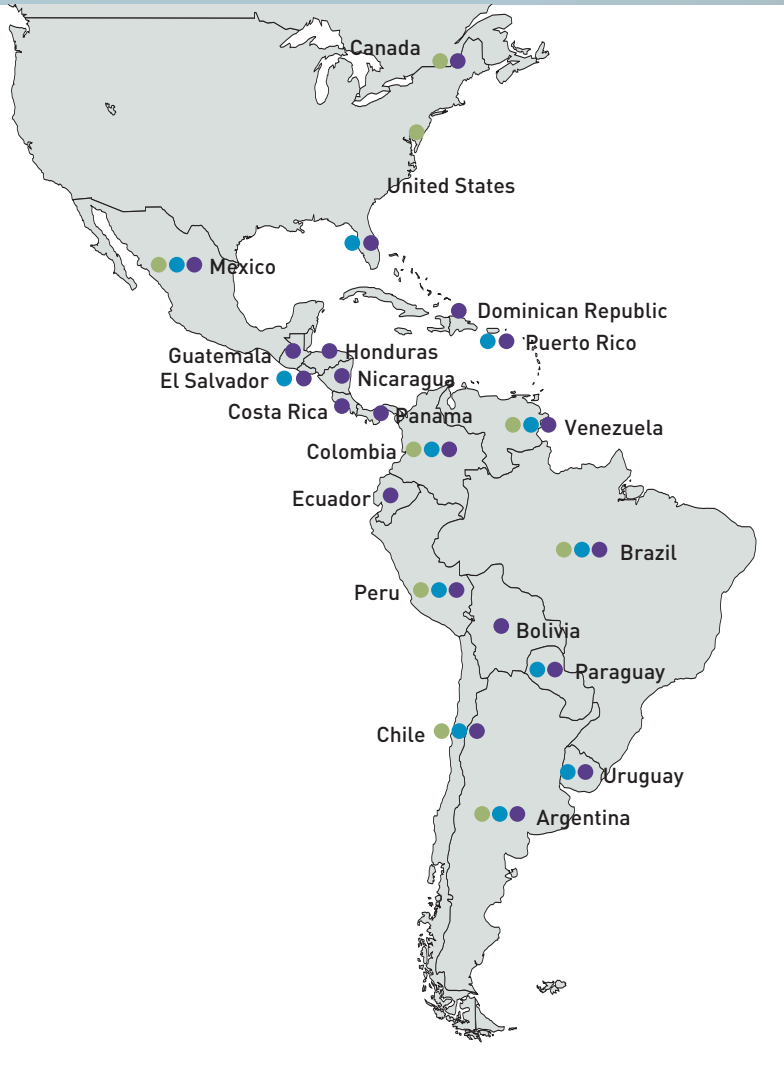 Canada
United States
Mexico
Dominican Republic
Puerto Rico
Guatemala
Honduras
El Salvador
Nicaragua
Costa Rica
Panama
Venezuela
Colombia
Ecuador
Brazil
Peru
Bolivia
Paraguay
Chile
Uruguay
Argentina